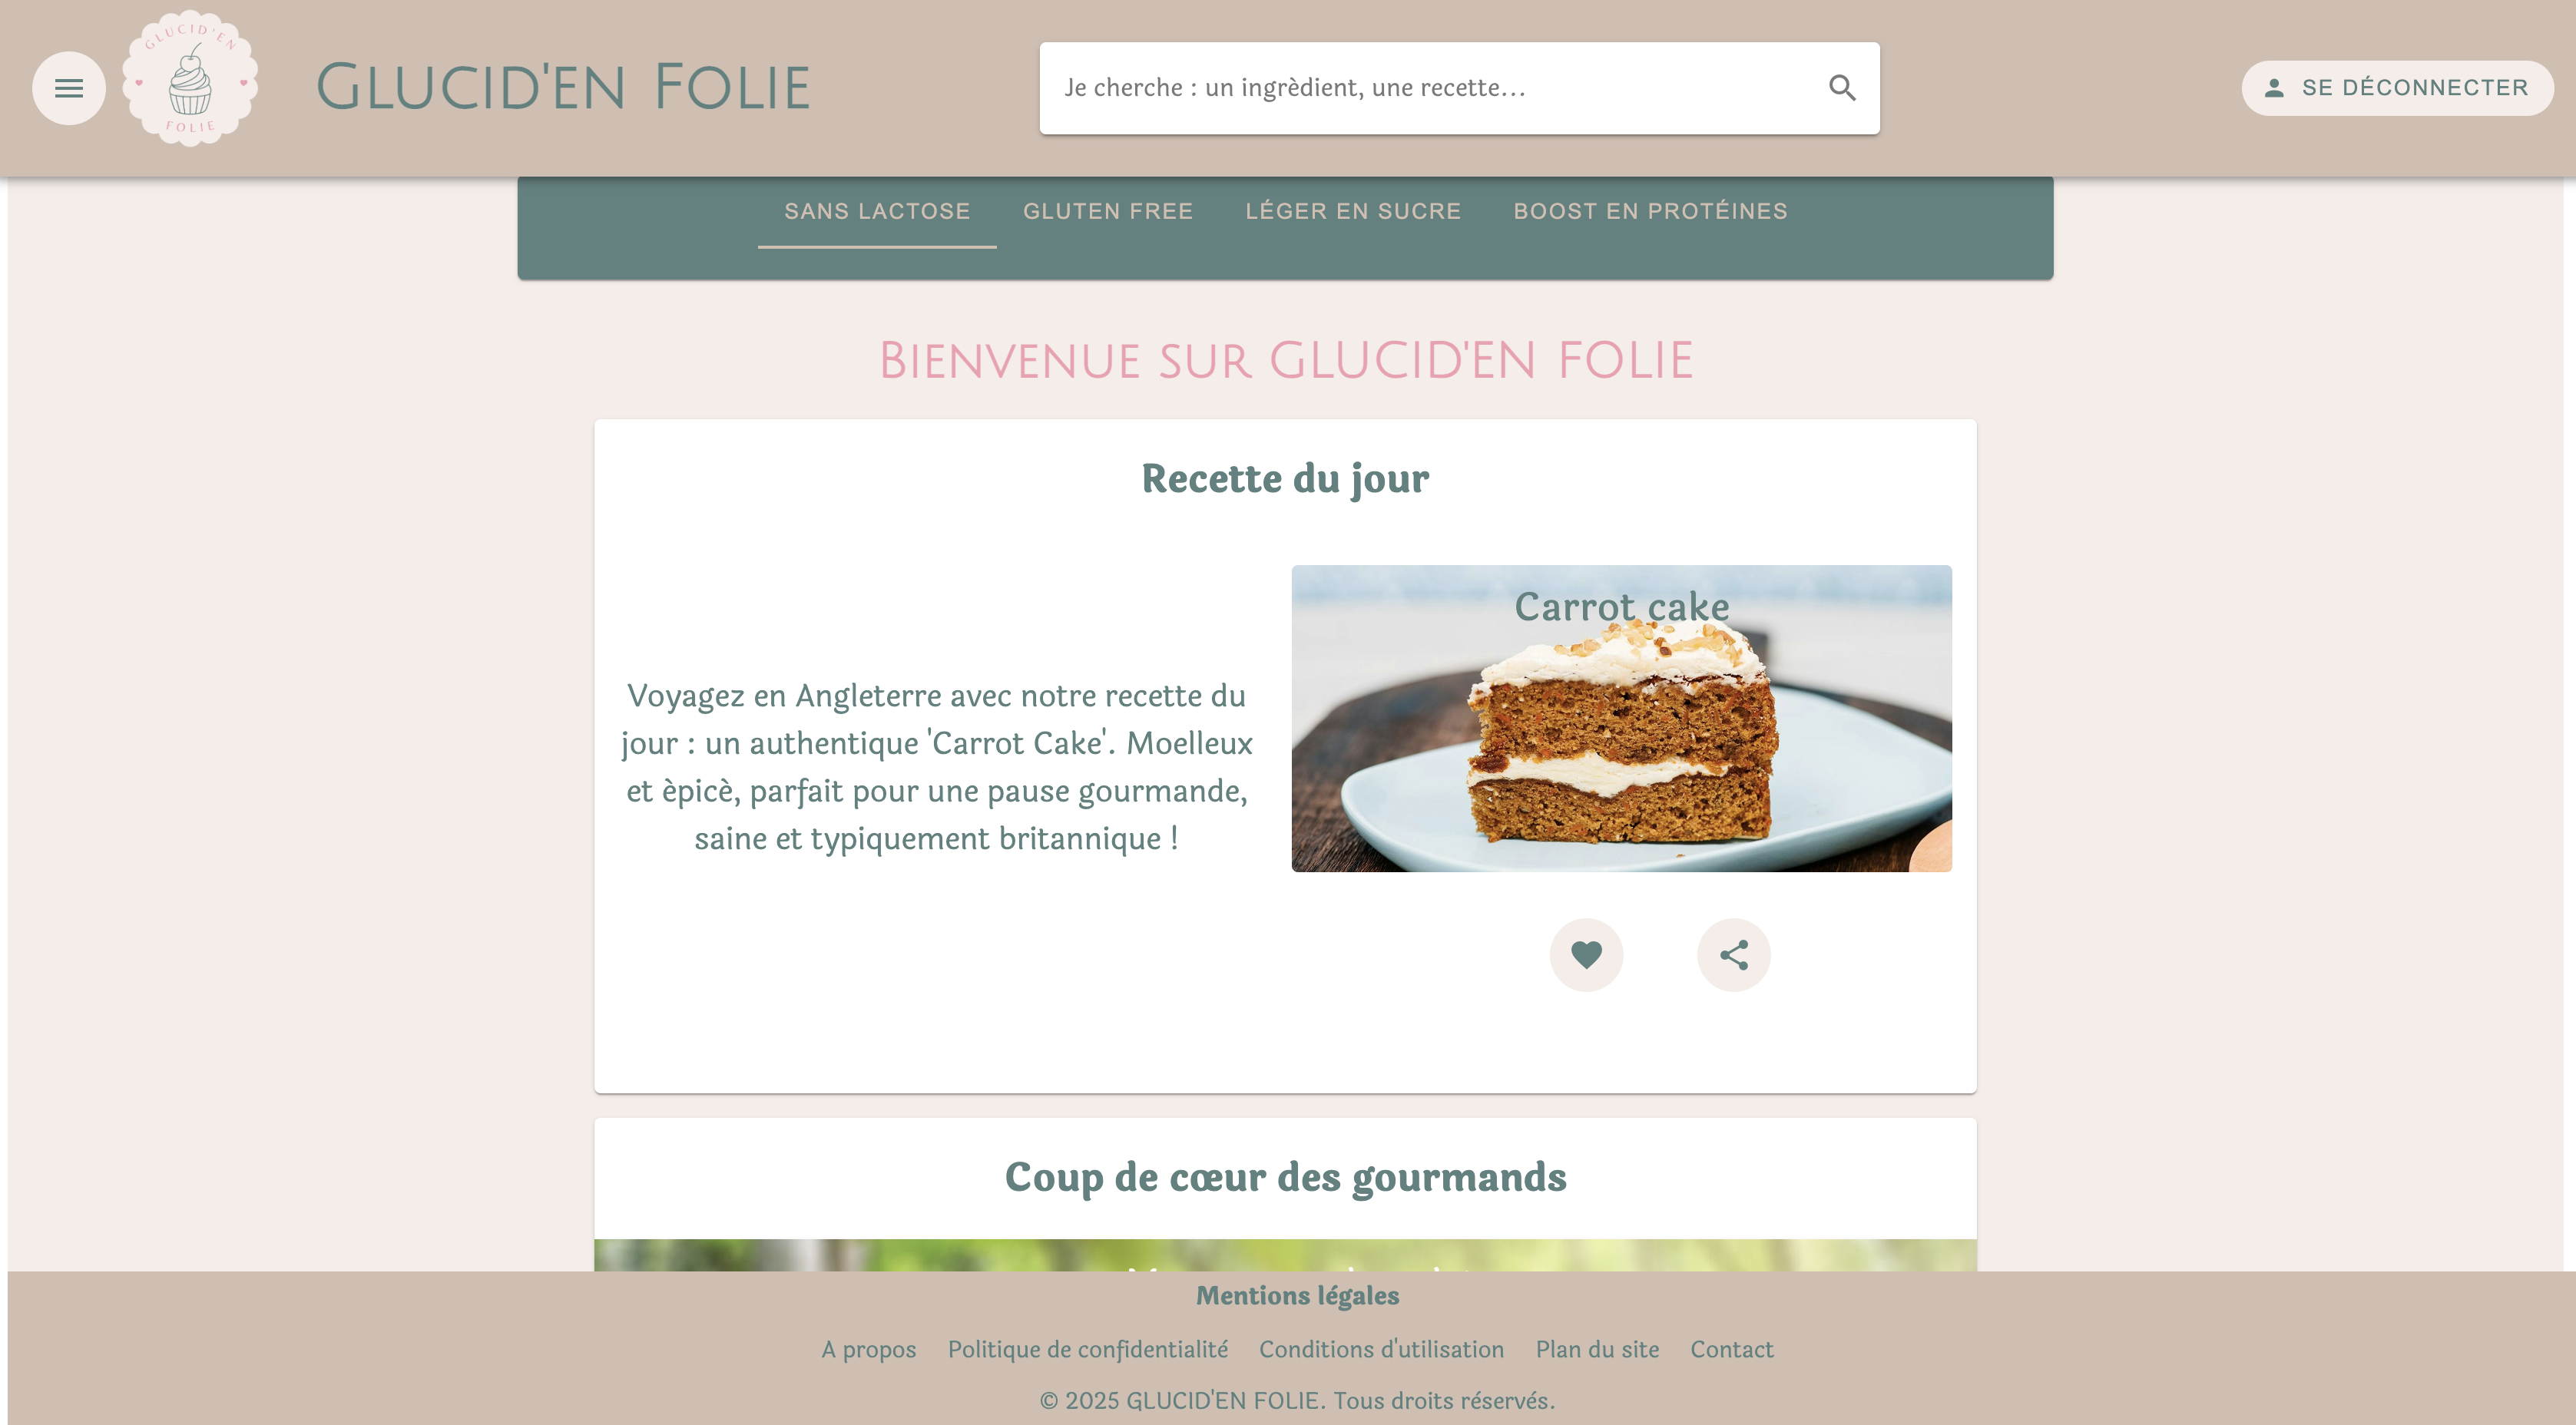 GLUCID'EN
FOLIE
Glucid'en Folie
Je cherche : un ingrèdient, une recette...
SE DÉCONNECTER
SANS LACTOSE
GLUTEN FREE
LÉGER EN SUCRE
BOOST EN PROTÉINES
Bienvenue sur GLUCID'EN FOLIE
Recette du jour
Carrot cake
Voyagez en Angleterre avec notre recette du
jour : un authentique 'Carrot Cake'. Moelleux
et èpicè, parfait pour une pause gourmande,
saine et typiquement britannique !
Coup de cœur des gourmands
Mentions légales
A propos
Politique de confidentialité
Conditions d'utilisation
Plan du site
Contact
© 2025 GLUCID'EN FOLIE. Tous droits réservés.